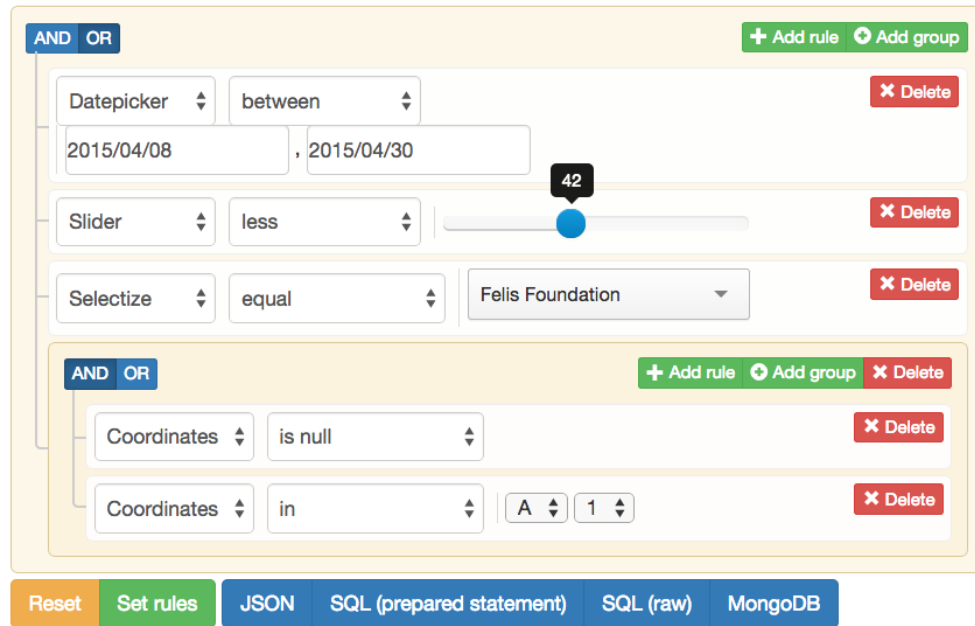 AND OR Add rule Add group
Datepicker between Delete
2015/04/08 , 2015/04/30
42
Slider less Delete
Selectize equal Felis Foundation Delete
AND OR Add rule Add group Delete
Coordinates is null Delete
Coordinates in A 1 Delete
Reset Set rules JSON SQL (prepared statement) SQL (raw) MongoDB